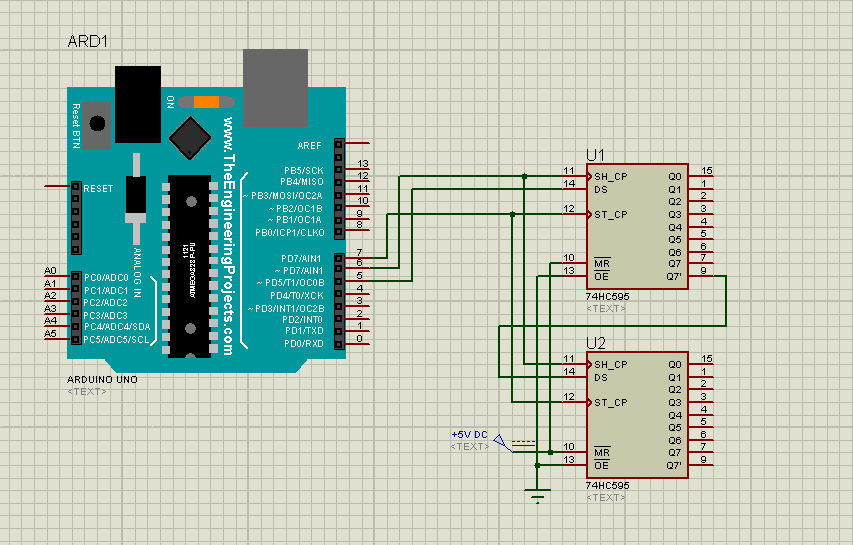 ARD1
ON
Reset BTN
www.TheEngineeringProjects.com
RESET
ANALOG IN
A0 PC0/ADC0
A1 PC1/ADC1
A2 PC2/ADC2
A3 PC3/ADC3
A4 PC4/ADC4/SDA
A5 PC5/ADC5/SCL
1121
AREF
PB5/SCK 13
PB4/MISO 12
~ PB3/MOSI/OC2A 11
~ PB2/OC1B 10
~ PB1/OC1A 9
PB0/ICP1/CLKO 8
PD7/AIN1 7
~ PD7/AIN1 6
~ PD5/T1/OC0B 5
PD4/T0/XCK 4
~ PD3/INT1/OC2B 3
PD2/INT0 2
PD1/TXD 1
PD0/RXD 0
ARDUINO UNO
<TEXT>
U1
11 SH_CP Q0 15
14 DS Q1 1
Q2 2
12 ST_CP Q3 3
Q4 4
Q5 5
Q6 6
10 MR Q7 7
13 OE Q7' 9
74HC595
<TEXT>
U2
11 SH_CP Q0 15
14 DS Q1 1
Q2 2
12 ST_CP Q3 3
Q4 4
Q5 5
Q6 6
10 MR Q7 7
13 OE Q7' 9
74HC595
<TEXT>
+5V DC
<TEXT>